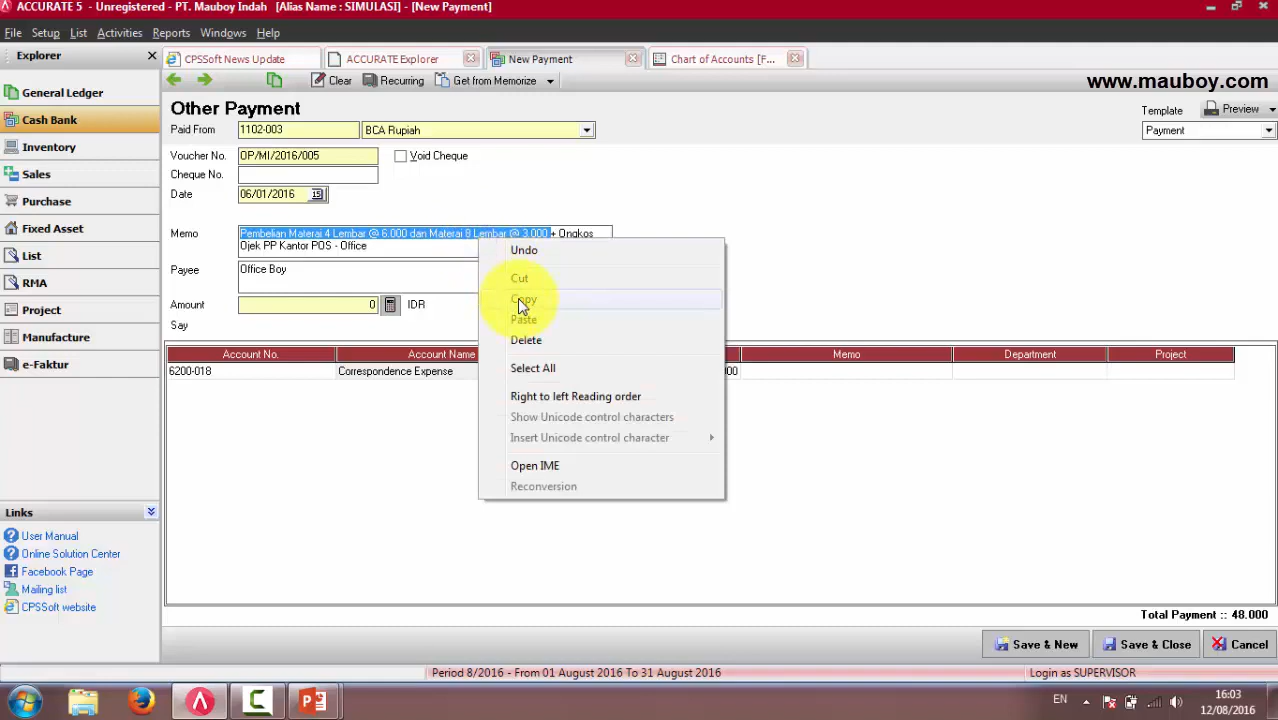 ACCURATE 5 - Unregistered - PT. Mauboy Indah / [Alias Name : SIMULASI] - [New Payment]
File Setup List Activities Reports Windows Help
Explorer
CPSSoft News Update
ACCURATE Explorer
New Payment
Chart of Accounts [F...
Clear
Recurring
Get from Memorize
www.mauboy.com
General Ledger
Cash Bank
Inventory
Sales
Purchase
Fixed Asset
List
RMA
Project
Manufacture
e-Faktur
Other Payment
Template
Preview
Payment
Paid From 1102-003 BCA Rupiah
Voucher No. OP/MI/2016/005 Void Cheque
Cheque No.
Date 06/01/2016 15
Memo Pembelian Materai 4 Lembar @ 6.000 dan Materai 8 Lembar @ 3.000 + Ongkos
Ojek PP Kantor POS - Office
Payee Office Boy
Amount 0 IDR
Say
Undo
Cut
Copy
Paste
Delete
Select All
Right to left Reading order
Show Unicode control characters
Insert Unicode control character
Open IME
Reconversion
Account No. Account Name Memo Department Project
6200-018 Correspondence Expense 000
Links
User Manual
Online Solution Center
Facebook Page
Mailing list
CPSSoft website
Total Payment :: 48.000
Save & New Save & Close Cancel
Period 8/2016 - From 01 August 2016 To 31 August 2016 Login as SUPERVISOR
EN
16:03
12/08/2016